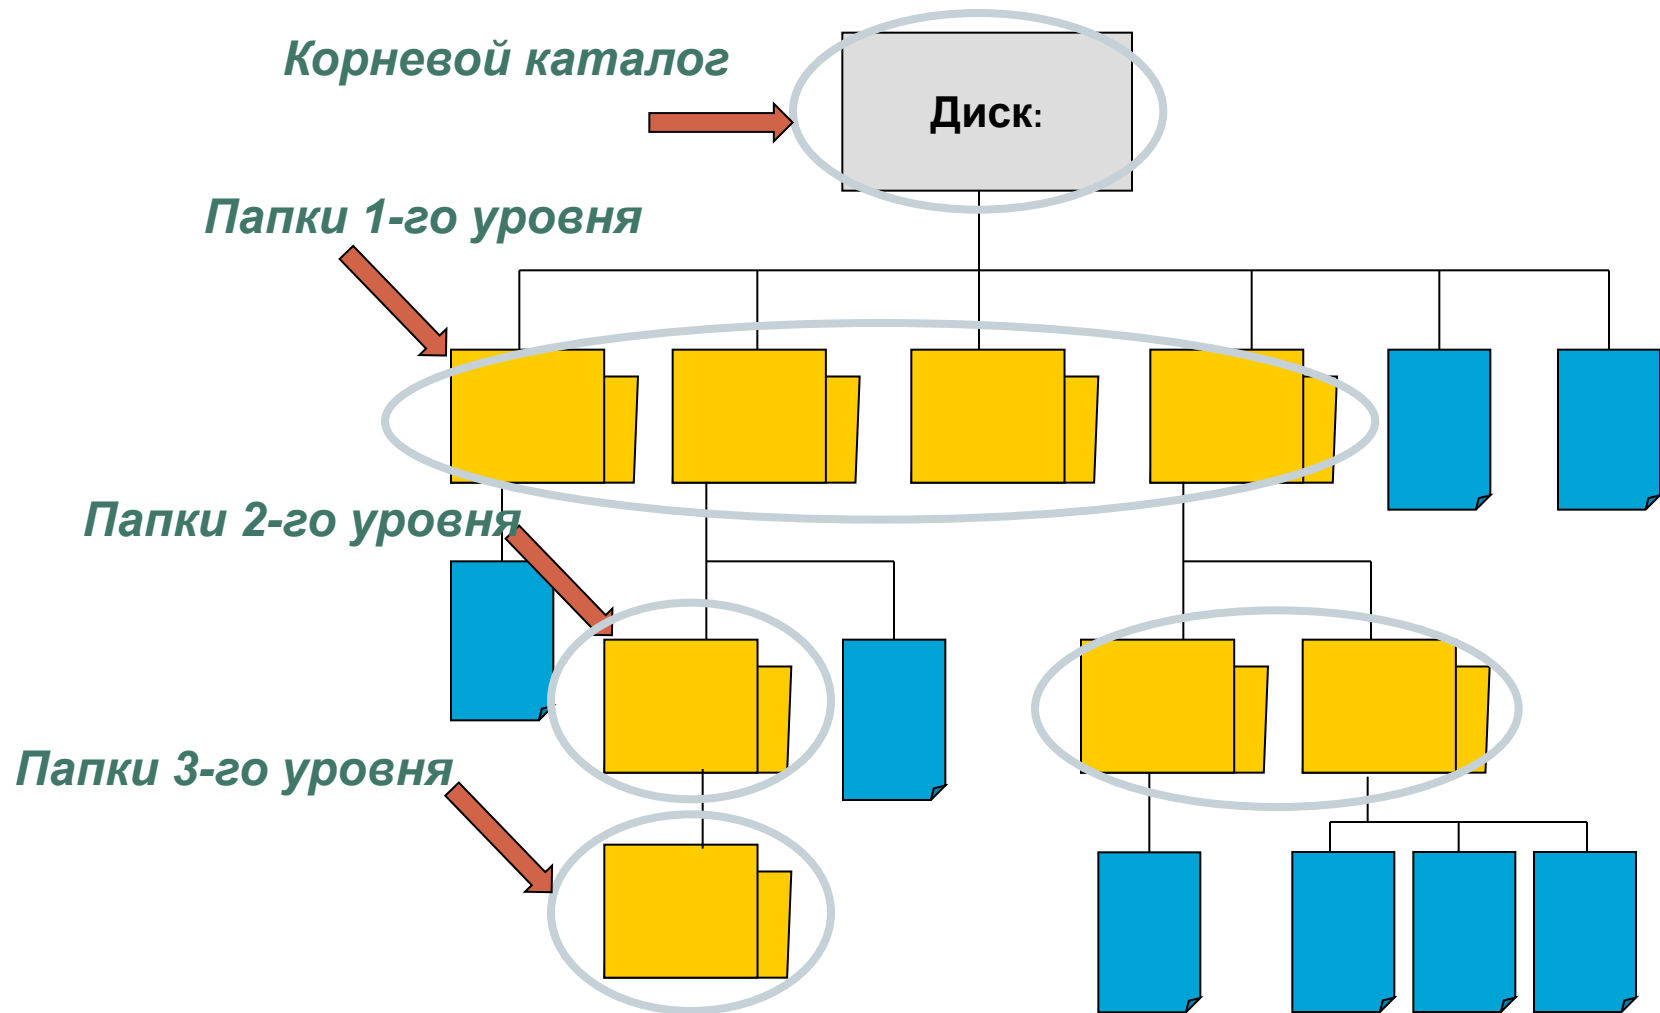 Корневой каталог
Диск:
Папки 1-го уровня
Папки 2-го уровня
Папки 3-го уровня